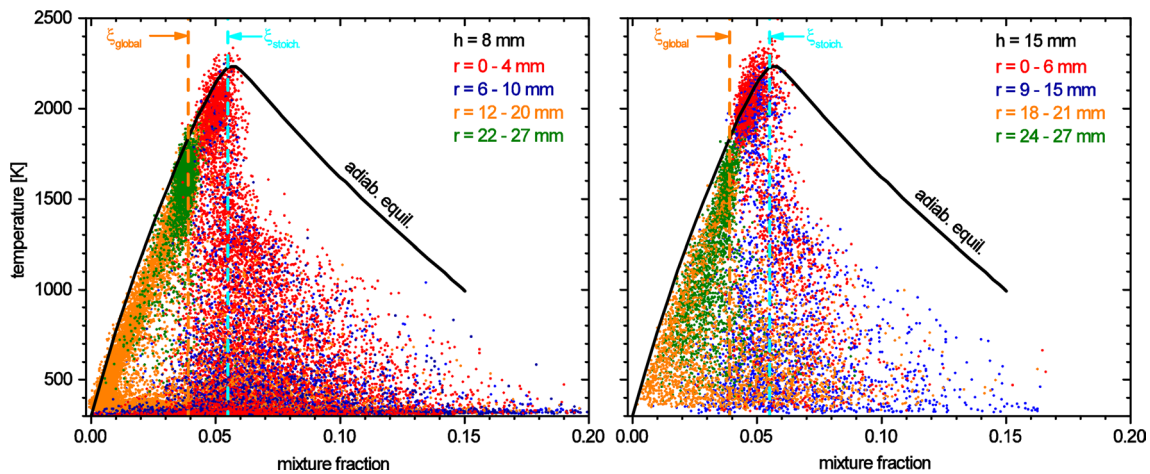 ξglobal
ξstoich.
h = 8 mm
r = 0 - 4 mm
r = 6 - 10 mm
r = 12 - 20 mm
r = 22 - 27 mm
adiab. equil.
temperature [K]
2000
1500
1000
500
0.00
0.05
0.10
0.15
0.20
mixture fraction
ξglobal
ξstoich.
h = 15 mm
r = 0 - 6 mm
r = 9 - 15 mm
r = 18 - 21 mm
r = 24 - 27 mm
adiab. equil.
0.00
0.05
0.10
0.15
0.20
mixture fraction